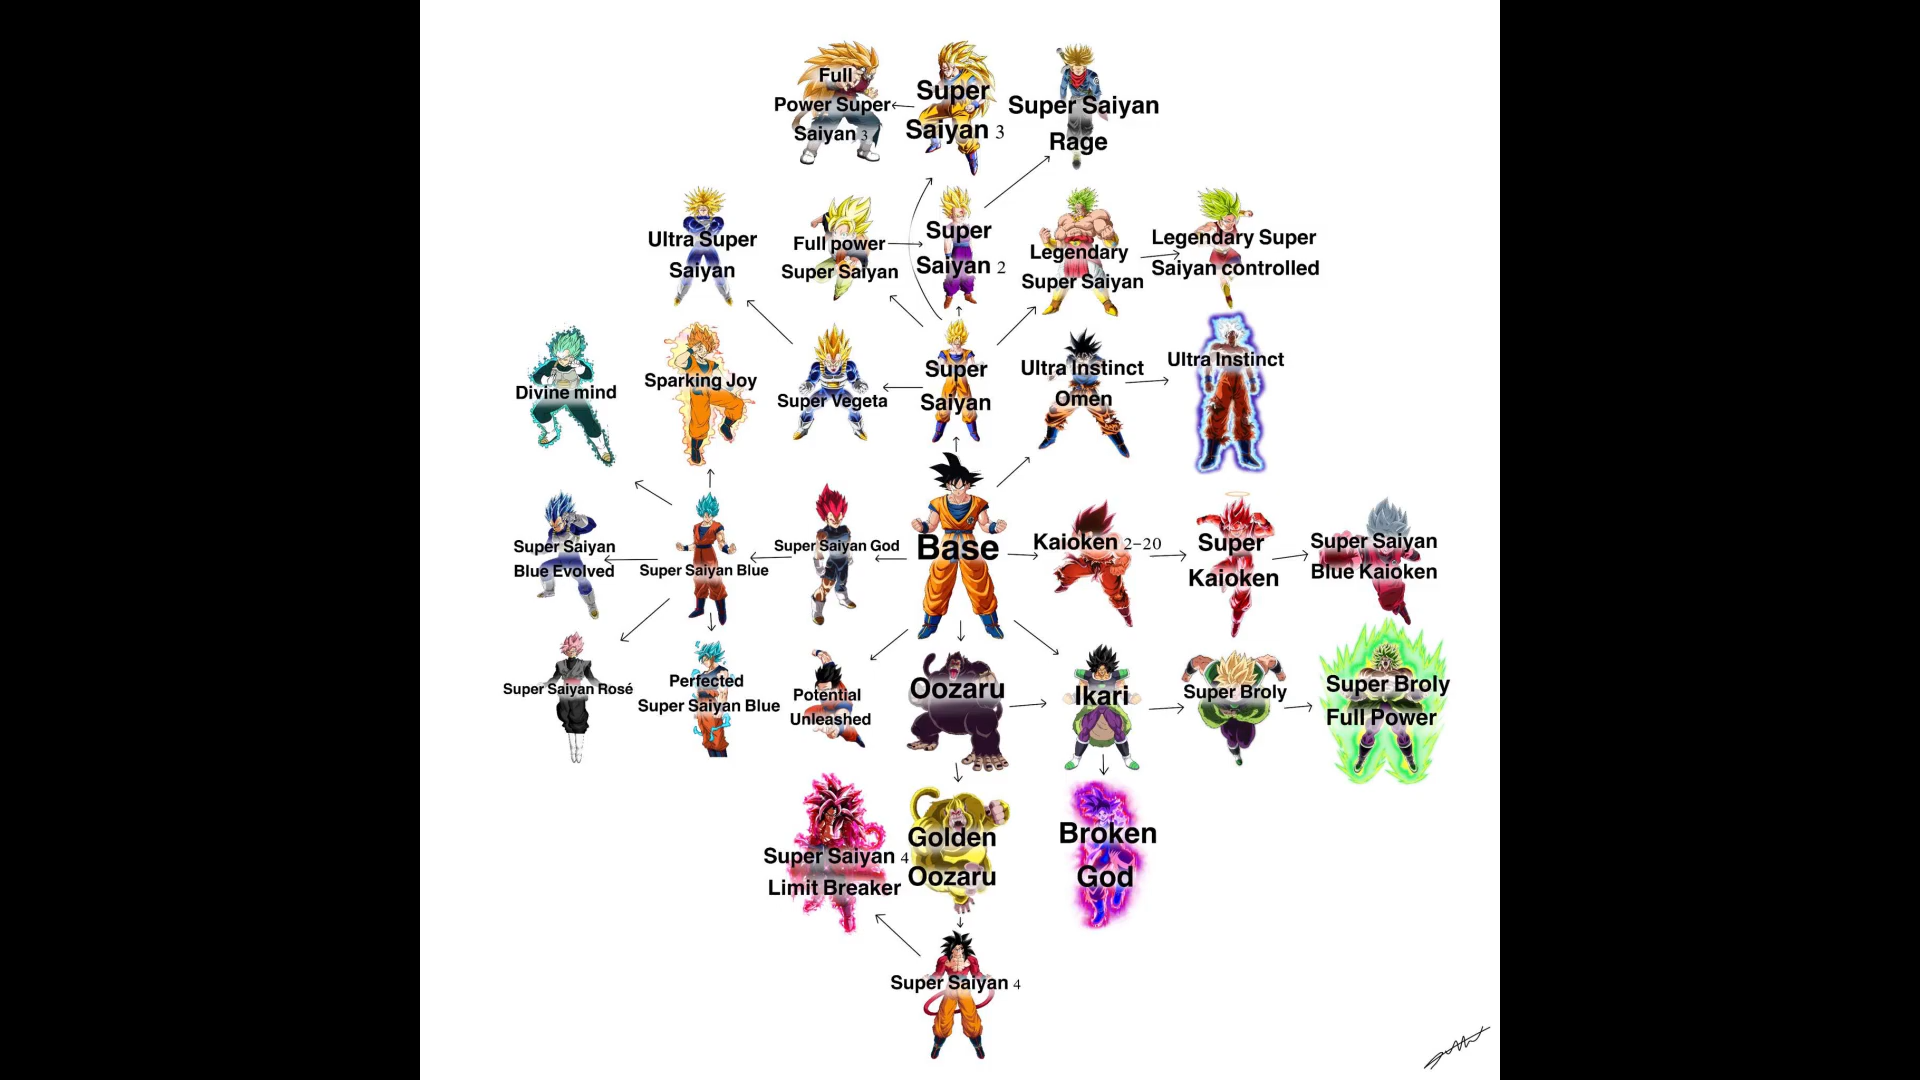 Full
Power Super
Saiyan 3
Super
Saiyan 3
Super Saiyan
Rage
Ultra Super
Saiyan
Full power
Super Saiyan
Super
Saiyan 2
Legendary
Super Saiyan
Legendary Super
Saiyan controlled
Divine mind
Sparking Joy
Super Vegeta
Super
Saiyan
Ultra Instinct
Omen
Ultra Instinct
Super Saiyan
Blue Evolved
Super Saiyan Blue
Super Saiyan God
Base
Kaioken 2-20
Super
Kaioken
Super Saiyan
Blue Kaioken
Super Saiyan Rosé
Perfected
Super Saiyan Blue
Potential
Unleashed
Oozaru
Ikari
Super Broly
Super Broly
Full Power
Super Saiyan 4
Limit Breaker
Golden
Oozaru
Broken
God
Super Saiyan 4